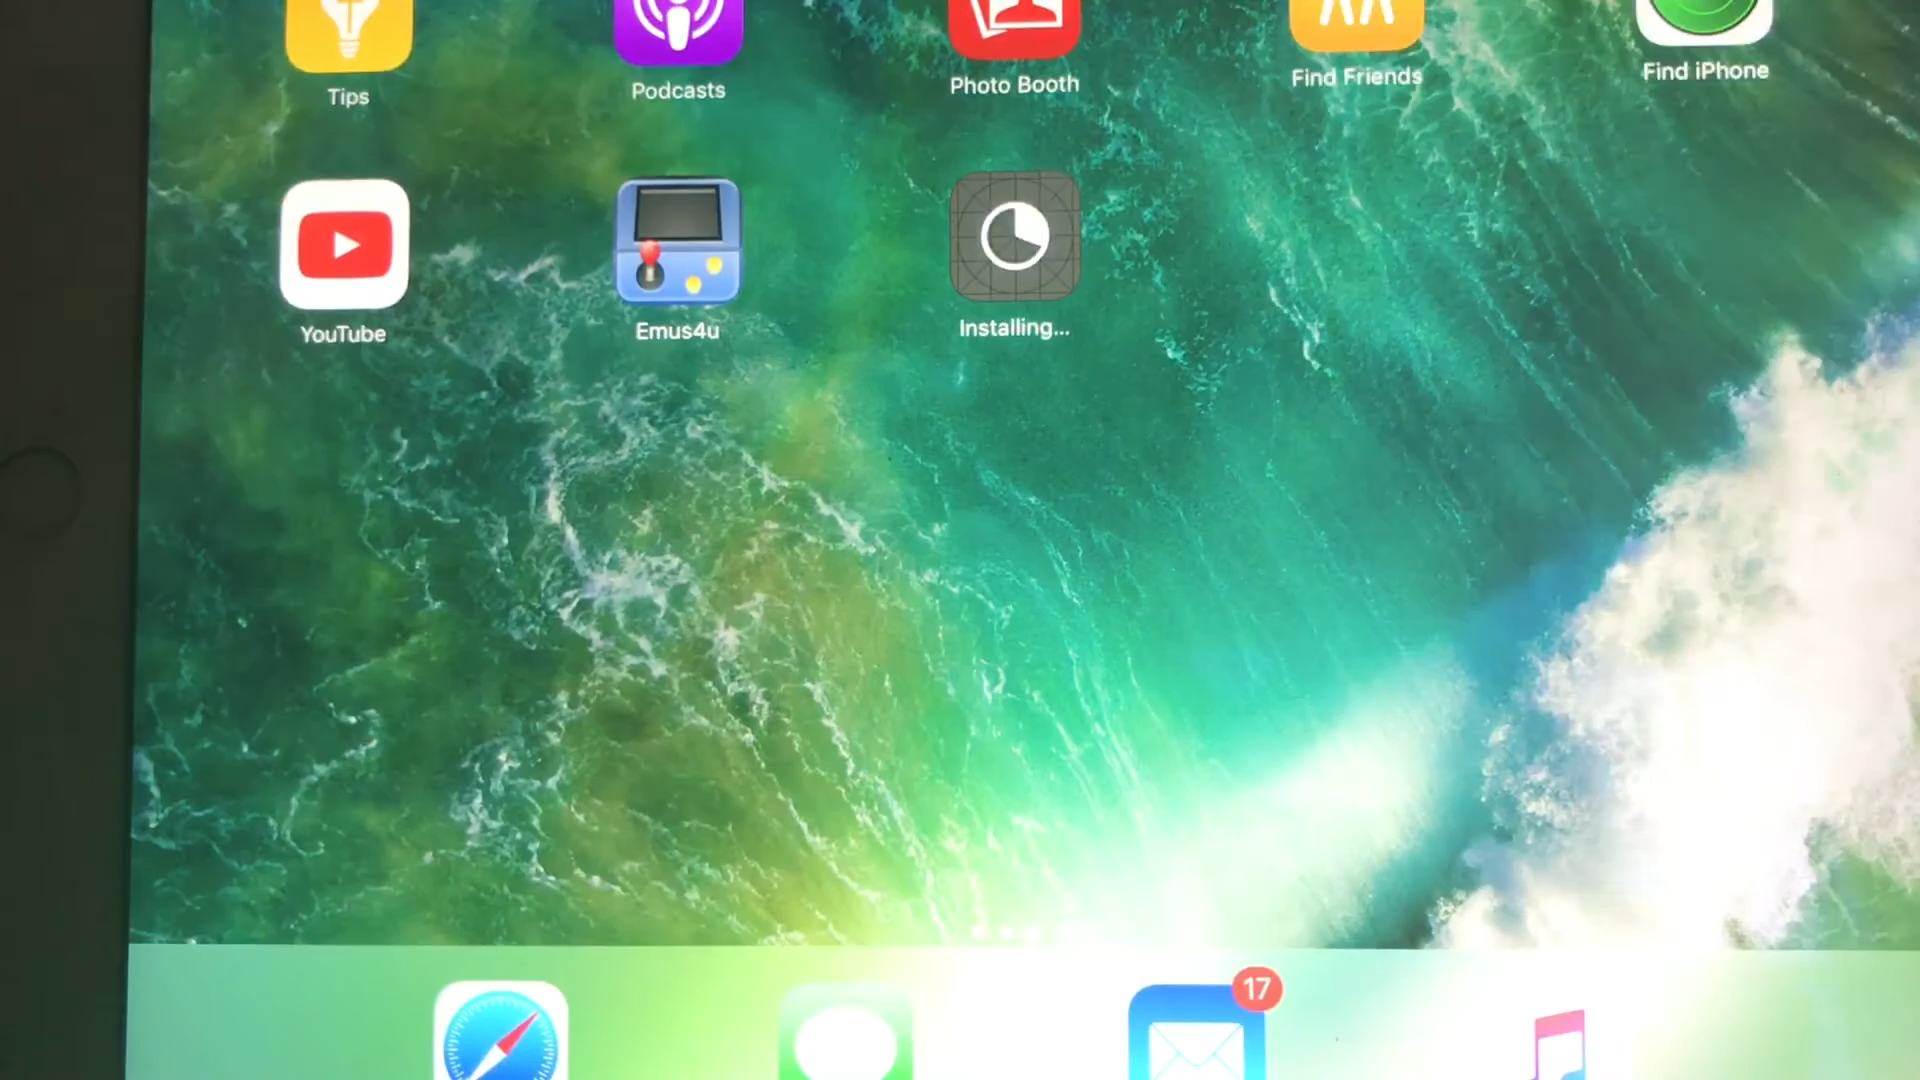 Tips
Podcasts
Photo Booth
Find Friends
Find iPhone
YouTube
Emus4u
Installing...
17